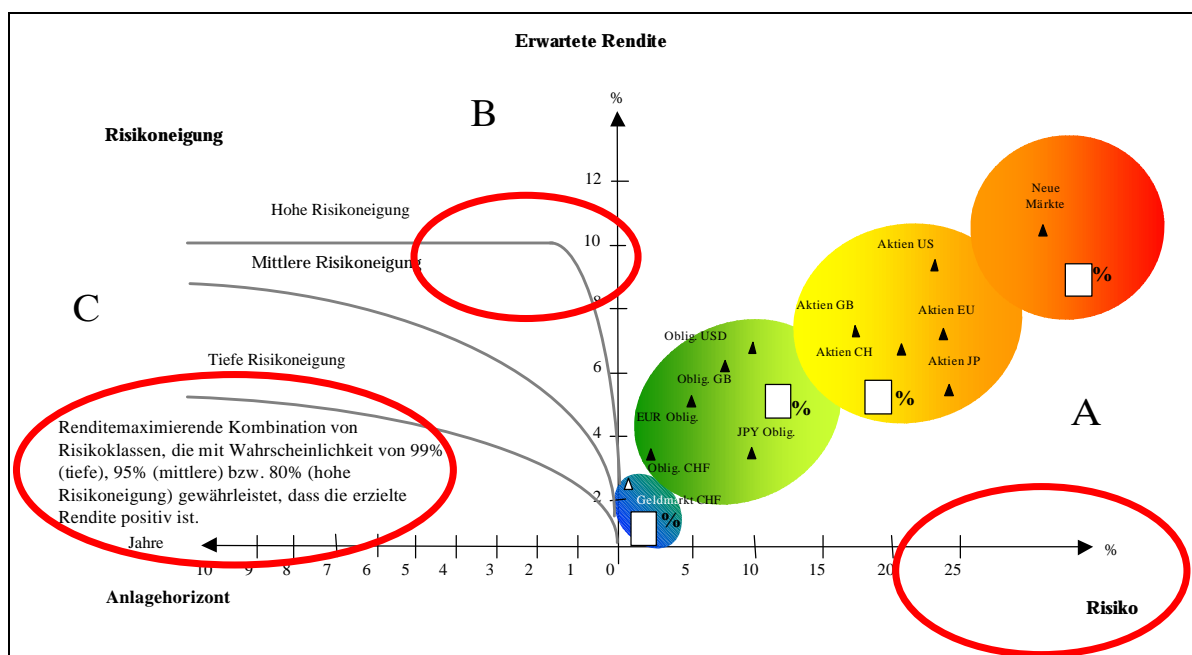 Erwartete Rendite
%
B
Risikoneigung
12
Neue
Märkte
Hohe Risikoneigung
10
Aktien US
Mittlere Risikoneigung
%
C
8
Aktien GB
Aktien EU
Oblig. USD
Aktien CH
Tiefe Risikoneigung
Aktien JP
6
Oblig. GB
%
%
A
EUR Oblig.
Renditemaximierende Kombination von
Risikoklassen, die mit Wahrscheinlichkeit von 99%
(tiefe), 95% (mittlere) bzw. 80% (hohe
Risikoneigung) gewährleistet, dass die erzielte
Rendite positiv ist.
JPY Oblig.
4
Oblig. CHF
2
Geldmarkt CHF
%
Jahre
%
10 9 8 7 6 5 4 3 2 1 0 5 10 15 20 25
Anlagehorizont
Risiko